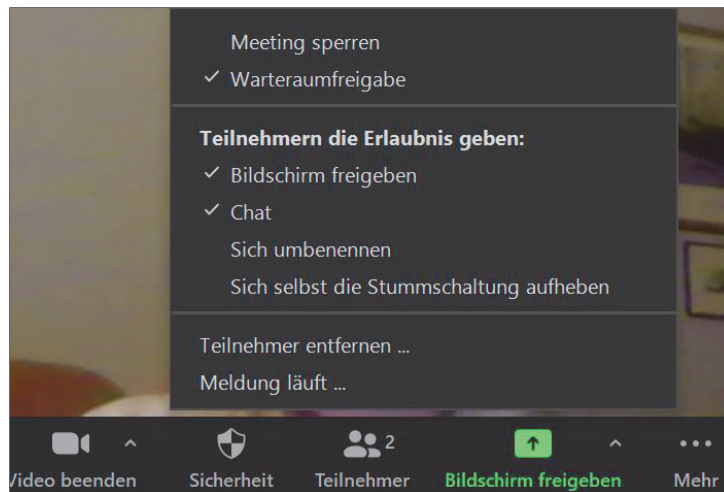 Meeting sperren
Warteraumfreigabe
Teilnehmern die Erlaubnis geben:
Bildschirm freigeben
Chat
Sich umbenennen
Sich selbst die Stummschaltung aufheben
Teilnehmer entfernen ...
Meldung läuft ...
2
Video beenden Sicherheit Teilnehmer Bildschirm freigeben Mehr